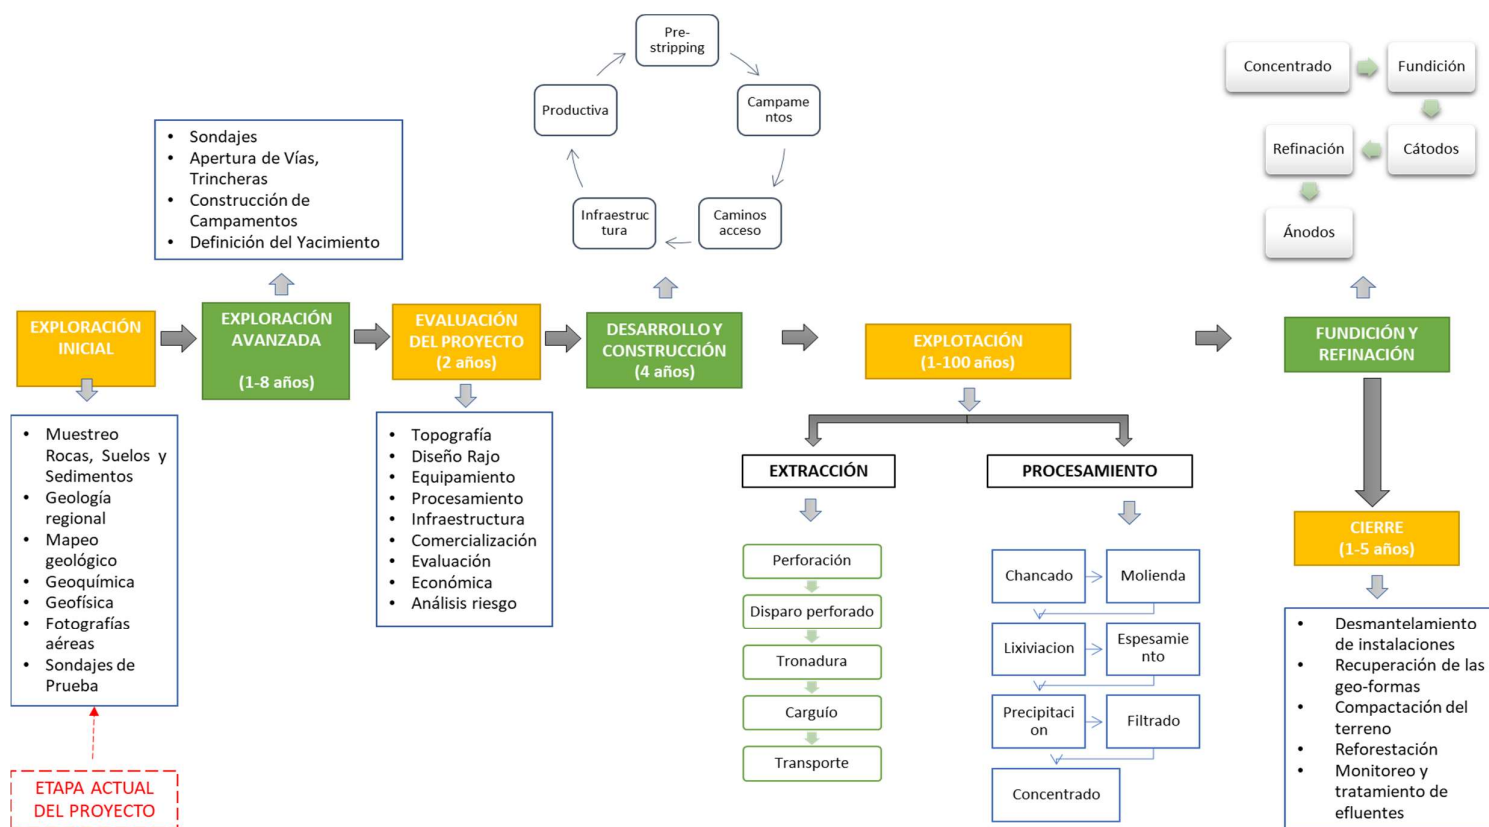 Pre-
stripping
Campame
ntos
Caminos
acceso
Infraestruc
tura
Productiva
Concentrado
Fundición
Cátodos
Refinación
Ánodos
• Sondajes
• Apertura de Vías,
Trincheras
• Construcción de
Campamentos
• Definición del Yacimiento
EXPLORACIÓN
INICIAL
EXPLORACIÓN
AVANZADA
(1-8 años)
EVALUACIÓN
DEL PROYECTO
(2 años)
DESARROLLO Y
CONSTRUCCIÓN
(4 años)
EXPLOTACIÓN
(1-100 años)
FUNDICIÓN Y
REFINACIÓN
• Muestreo
Rocas, Suelos y
Sedimentos
• Geología
regional
• Mapeo
geológico
• Geoquímica
• Geofísica
• Fotografías
aéreas
• Sondajes de
Prueba
ETAPA ACTUAL
DEL PROYECTO
• Topografía
• Diseño Rajo
• Equipamiento
• Procesamiento
• Infraestructura
• Comercialización
• Evaluación
• Económica
• Análisis riesgo
EXTRACCIÓN
Perforación
Disparo perforado
Tronadura
Carguío
Transporte
PROCESAMIENTO
Chancado
Molienda
Lixiviacion
Espesamie
nto
Precipitaci
on
Filtrado
Concentrado
CIERRE
(1-5 años)
• Desmantelamiento
de instalaciones
• Recuperación de las
geo-formas
• Compactación del
terreno
• Reforestación
• Monitoreo y
tratamiento de
efluentes